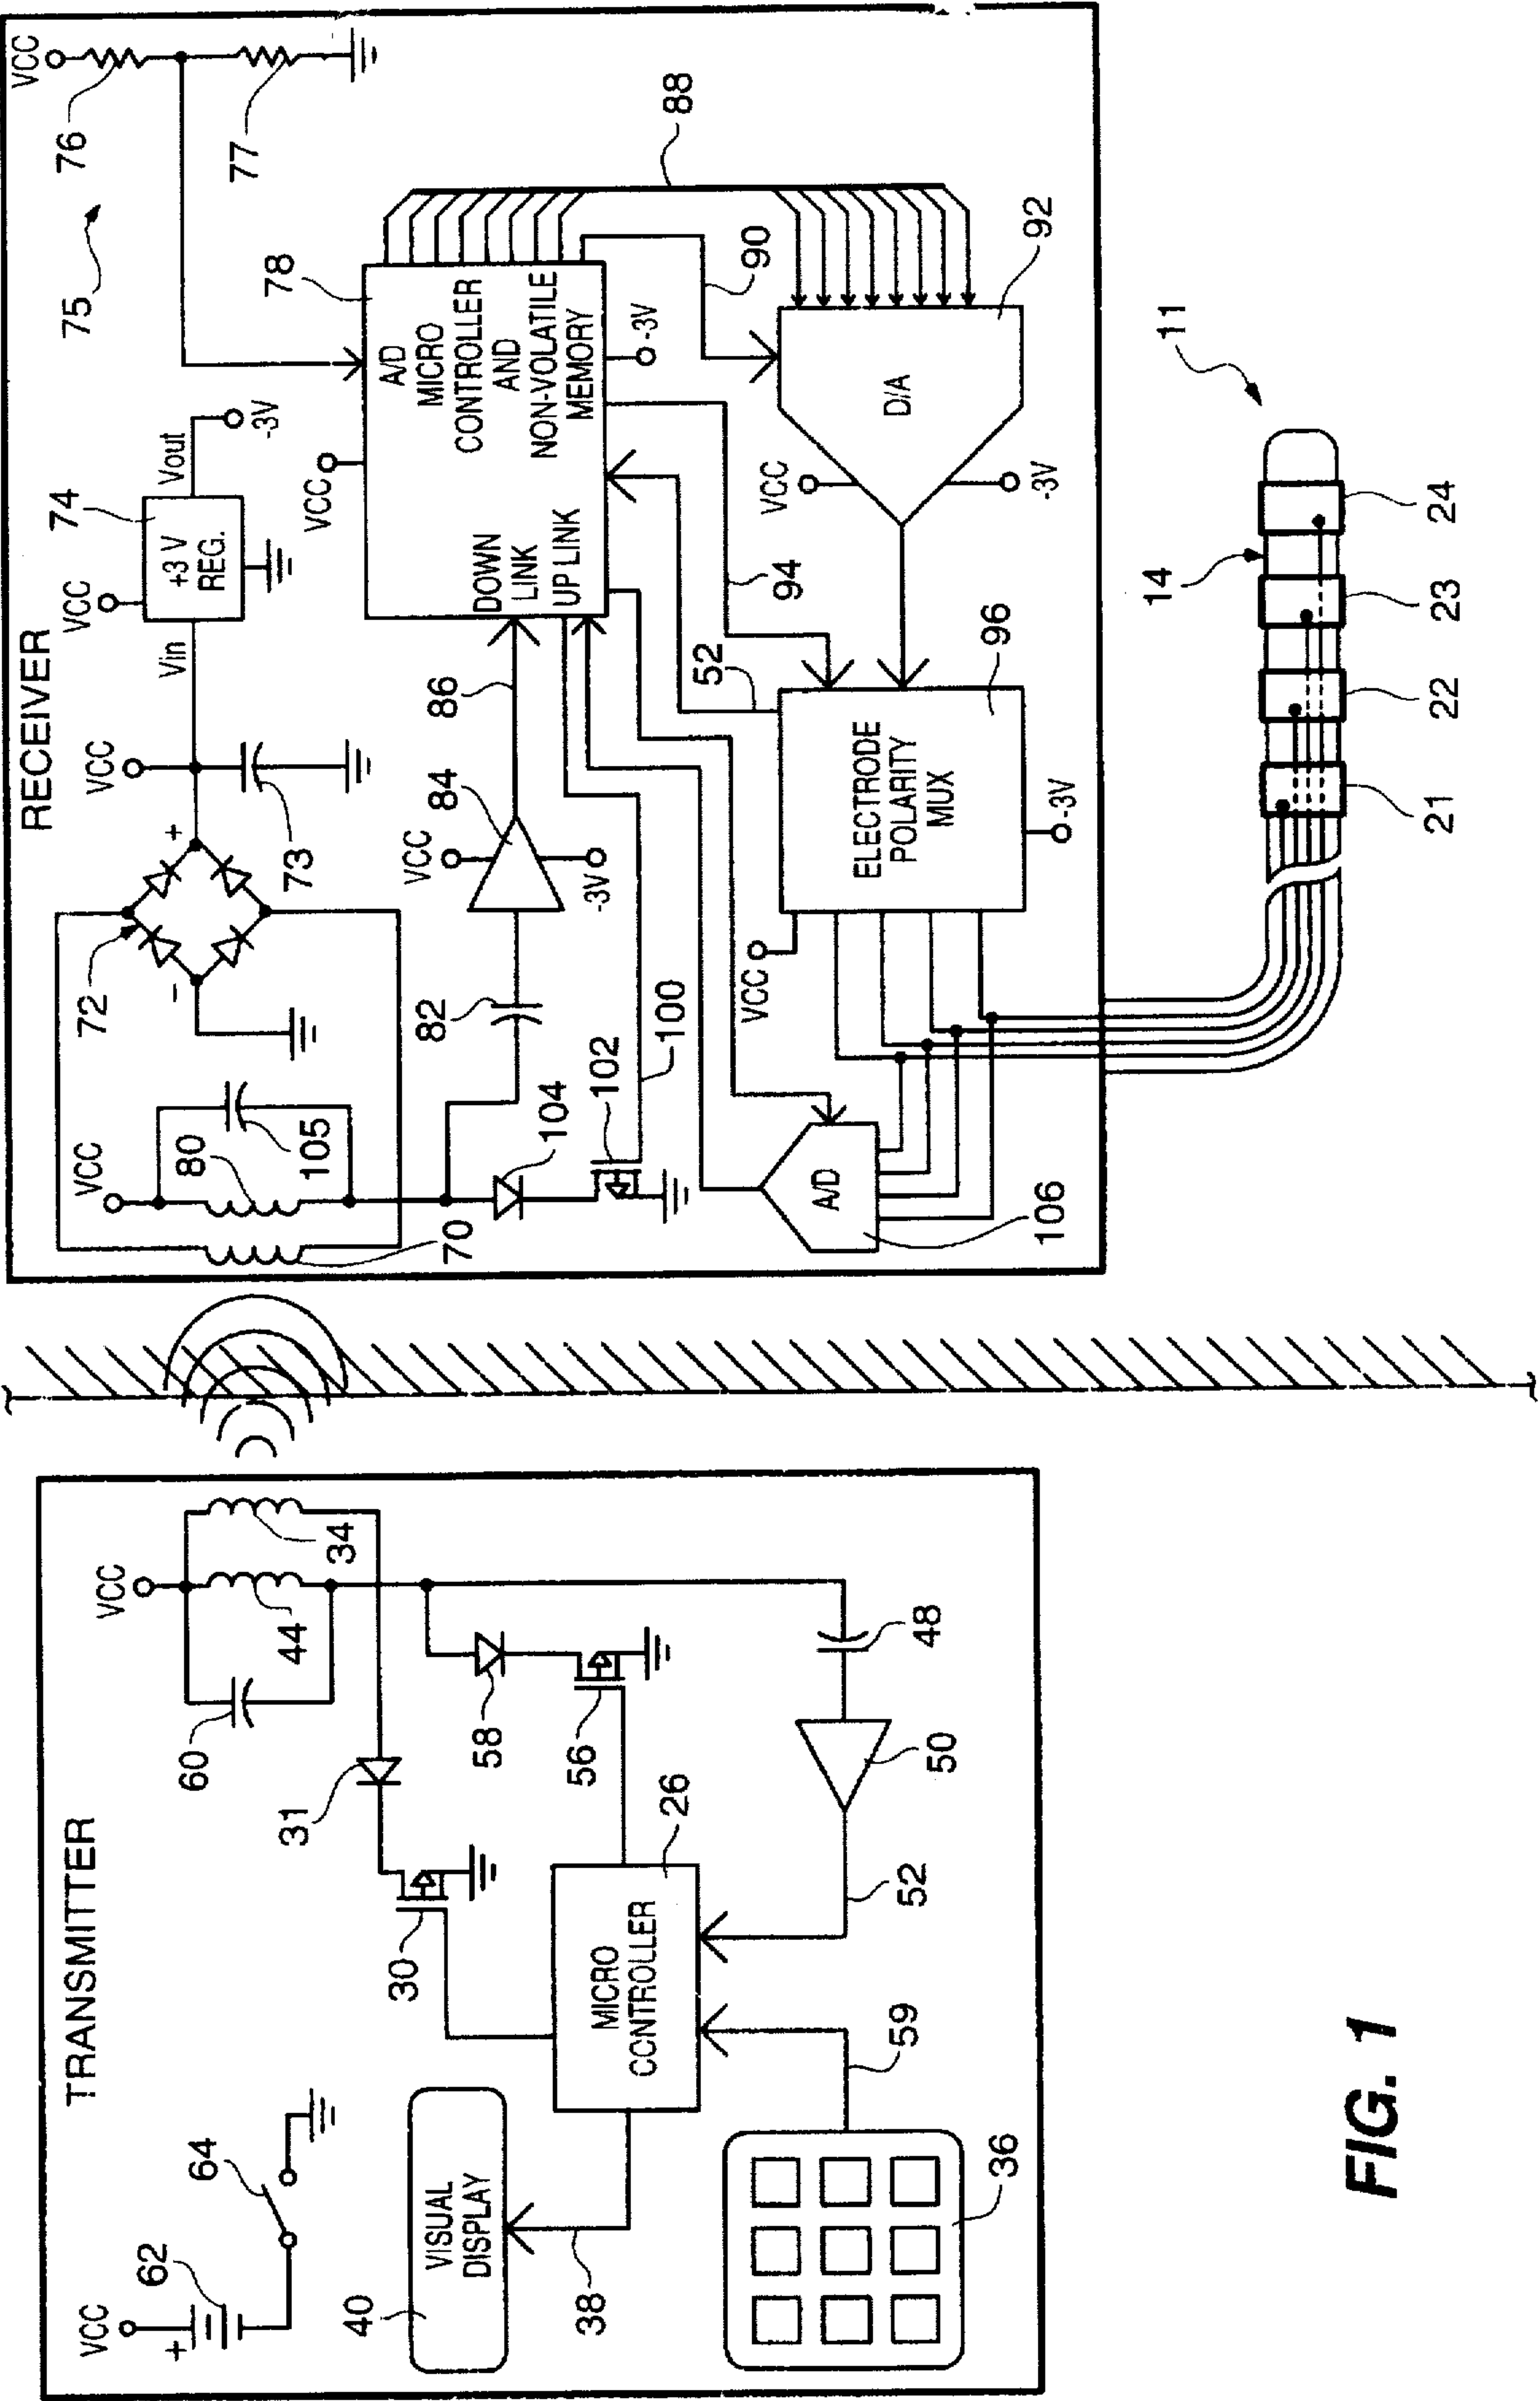 TRANSMITTER
VCC
+
62
64
40
VISUAL
DISPLAY
38
36
59
MICRO
CONTROLLER
26
30
31
60
VCC
44
34
58
56
48
50
52
RECEIVER
VCC
80
105
70
72
+
-
VCC
73
Vin
VCC
74
+3 V
REG.
Vout
-3V
75
VCC
76
77
104
102
100
82
VCC
84
-3V
86
VCC
78
A/D
MICRO
CONTROLLER
AND
NON-VOLATILE
MEMORY
DOWN
LINK
UP LINK
-3V
88
90
94
52
VCC
D/A
92
-3V
VCC
ELECTRODE
POLARITY
MUX
96
-3V
A/D
106
11
14
21
22
23
24
FIG. 1